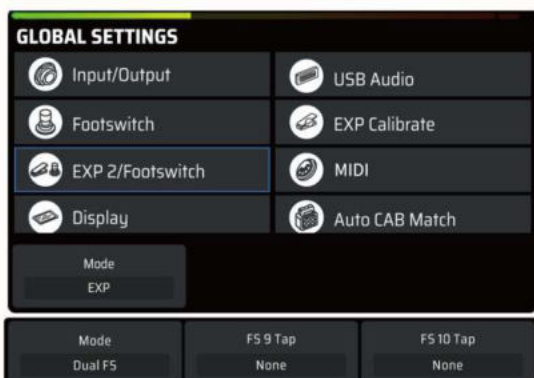 GLOBAL SETTINGS
Input/Output
USB Audio
Footswitch
EXP Calibrate
EXP 2/Footswitch
MIDI
Display
Auto CAB Match
Mode
EXP
Mode
FS 9 Tap
FS 10 Tap
Dual FS
None
None